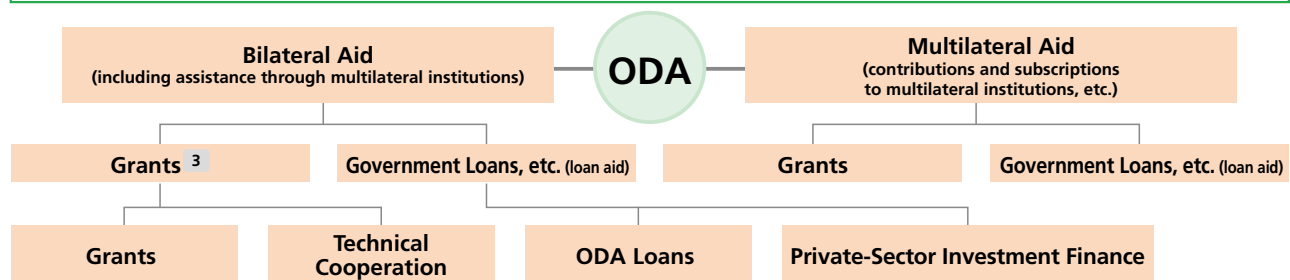 Bilateral Aid
(including assistance through multilateral institutions)
ODA
Multilateral Aid
(contributions and subscriptions
to multilateral institutions, etc.)
Grants 3
Government Loans, etc. (loan aid)
Grants
Government Loans, etc. (loan aid)
Grants
Technical
Cooperation
ODA Loans
Private-Sector Investment Finance